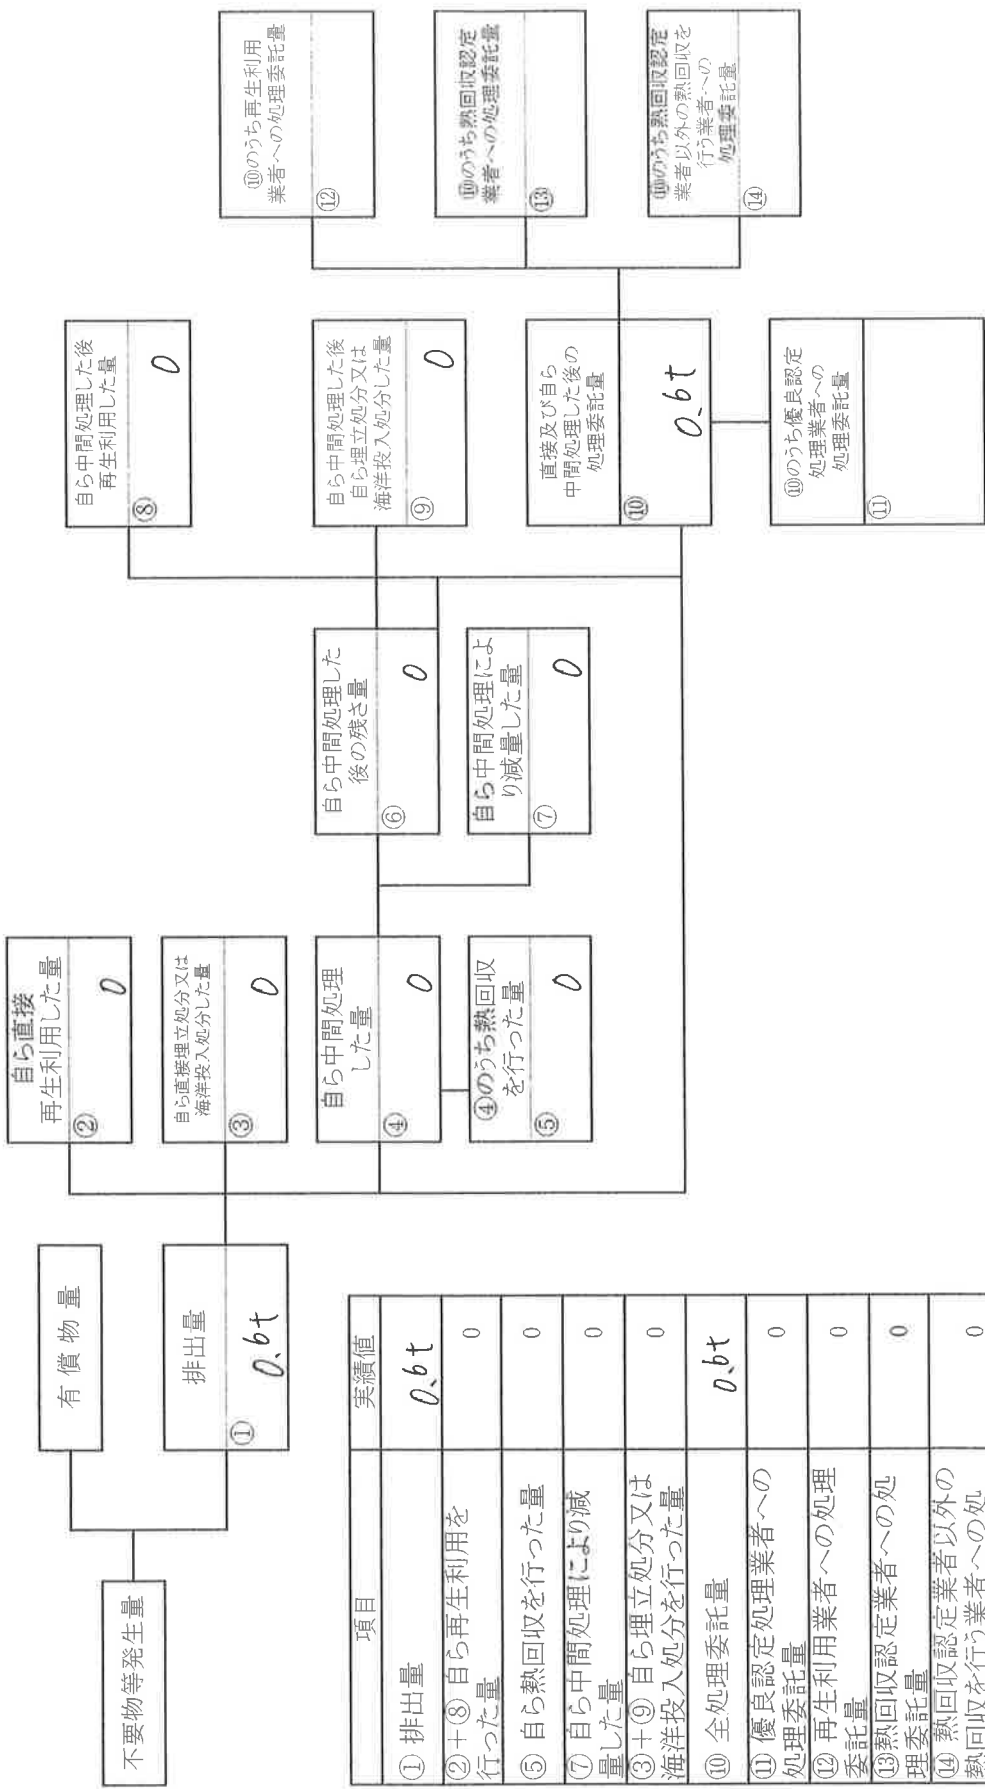 不要物等発生量
有償物量
排出量
①
0.6t
自ら直接
再生利用した量
②
0
自ら直接埋立処分又は
海洋投入処分した量
③
0
自ら中間処理
した量
④
0
④のうち熱回収
を行った量
⑤
0
自ら中間処理した
後の残さ量
⑥
0
自ら中間処理によ
り減量した量
⑦
0
自ら中間処理した後
再生利用した量
⑧
0
自ら中間処理した後
自ら埋立処分又は
海洋投入処分した量
⑨
0
直接及び自ら
中間処理した後の
処理委託量
⑩
0.6t
⑩のうち優良認定
処理業者への
処理委託量
⑪
⑩のうち再生利用
業者への処理委託量
⑫
⑩のうち熱回収認定
業者への処理委託量
⑬
⑩のうち熱回収認定
業者以外の熱回収を
行う業者への
処理委託量
⑭
項目 実績値
① 排出量 0.6t
②+⑧ 自ら再生利用を
行った量 0
⑤ 自ら熱回収を行った量 0
⑦ 自ら中間処理により減
量した量 0
③+⑨ 自ら埋立処分又は
海洋投入処分を行った量 0
⑩ 全処理委託量 0.6t
⑪ 優良認定処理業者への
処理委託量 0
⑫ 再生利用業者への処理
委託量 0
⑬熱回収認定業者への処
理委託量 0
⑭ 熱回収認定業者以外の
熱回収を行う業者への処 0